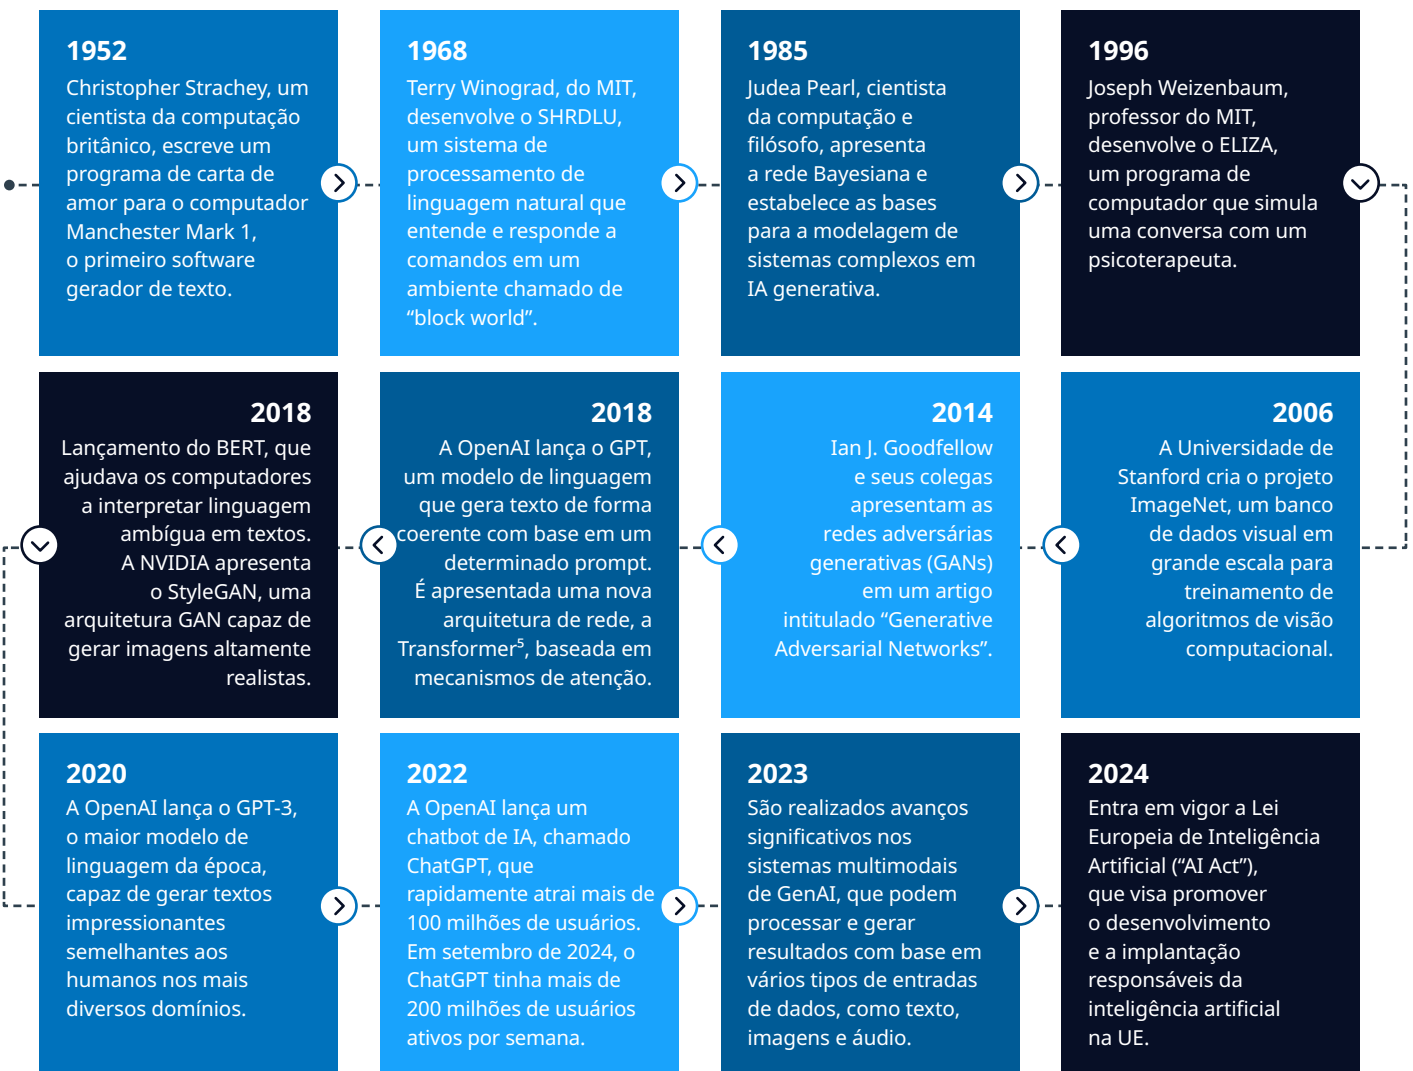 1952
Christopher Strachey, um
cientista da computação
britânico, escreve um
programa de carta de
amor para o computador
Manchester Mark 1,
o primeiro software
gerador de texto.
1968
Terry Winograd, do MIT,
desenvolve o SHRDLU,
um sistema de
processamento de
linguagem natural que
entende e responde a
comandos em um
ambiente chamado de
“block world”.
1985
Judea Pearl, cientista
da computação e
filósofo, apresenta
a rede Bayesiana e
estabelece as bases
para a modelagem de
sistemas complexos em
IA generativa.
1996
Joseph Weizenbaum,
professor do MIT,
desenvolve o ELIZA,
um programa de
computador que simula
uma conversa com um
psicoterapeuta.
2006
A Universidade de
Stanford cria o projeto
ImageNet, um banco
de dados visual em
grande escala para
treinamento de
algoritmos de visão
computacional.
2014
Ian J. Goodfellow
e seus colegas
apresentam as
redes adversárias
generativas (GANs)
em um artigo
intitulado “Generative
Adversarial Networks”.
2018
A OpenAI lança o GPT,
um modelo de linguagem
que gera texto de forma
coerente com base em um
determinado prompt.
É apresentada uma nova
arquitetura de rede, a
Transformer⁵, baseada em
mecanismos de atenção.
2018
Lançamento do BERT, que
ajudava os computadores
a interpretar linguagem
ambígua em textos.
A NVIDIA apresenta
o StyleGAN, uma
arquitetura GAN capaz de
gerar imagens altamente
realistas.
2020
A OpenAI lança o GPT-3,
o maior modelo de
linguagem da época,
capaz de gerar textos
impressionantes
semelhantes aos
humanos nos mais
diversos domínios.
2022
A OpenAI lança um
chatbot de IA, chamado
ChatGPT, que
rapidamente atrai mais de
100 milhões de usuários.
Em setembro de 2024, o
ChatGPT tinha mais de
200 milhões de usuários
ativos por semana.
2023
São realizados avanços
significativos nos
sistemas multimodais
de GenAI, que podem
processar e gerar
resultados com base em
vários tipos de entradas
de dados, como texto,
imagens e áudio.
2024
Entra em vigor a Lei
Europeia de Inteligência
Artificial (“AI Act”),
que visa promover
o desenvolvimento
e a implantação
responsáveis da
inteligência artificial
na UE.